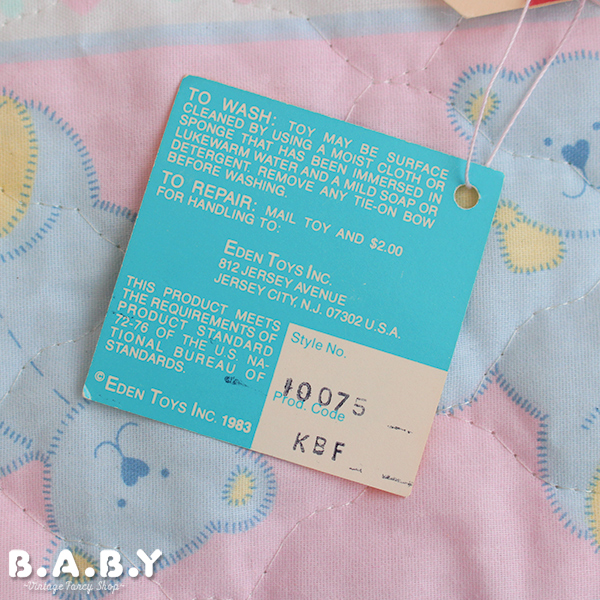 TO WASH: TOY MAY BE SURFACE
CLEANED BY USING A MOIST CLOTH OR
SPONGE THAT HAS BEEN IMMERSED IN
LUKEWARM WATER AND A MILD SOAP OR
DETERGENT. REMOVE ANY TIE-ON BOW
BEFORE WASHING.
TO REPAIR: MAIL TOY AND $2.00
FOR HANDLING TO:
EDEN TOYS INC.
812 JERSEY AVENUE
JERSEY CITY, N.J. 07302 U.S.A.
THIS PRODUCT MEETS
THE REQUIREMENTS OF
PRODUCT STANDARD
72-76 OF THE U S NA-
TIONAL BUREAU OF
STANDARDS.
© EDEN TOYS INC. 1983
Style No.
10075
Prod. Code
KBF
B.A.B.Y
~Vintage Fancy Shop~